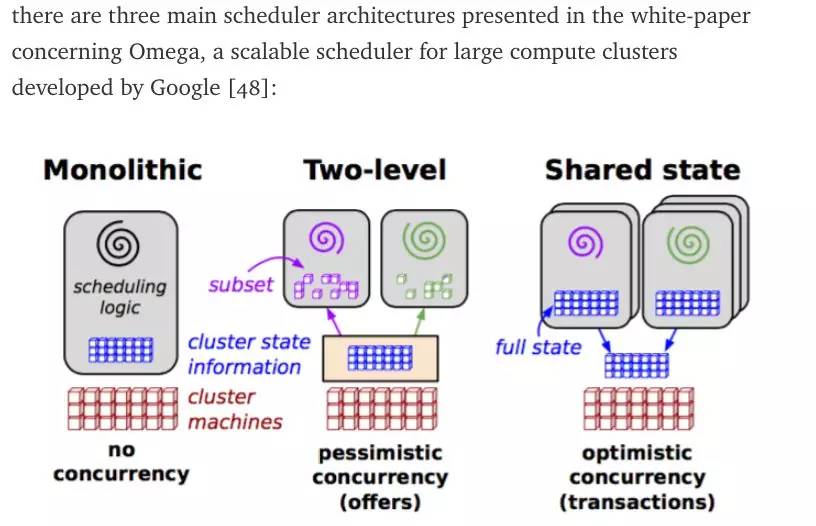 there are three main scheduler architectures presented in the white-paper
concerning Omega, a scalable scheduler for large compute clusters
developed by Google [48]:
Monolithic
Two-level
Shared state
scheduling
logic
subset
cluster state
information
full state
cluster
machines
no
concurrency
pessimistic
concurrency
(offers)
optimistic
concurrency
(transactions)